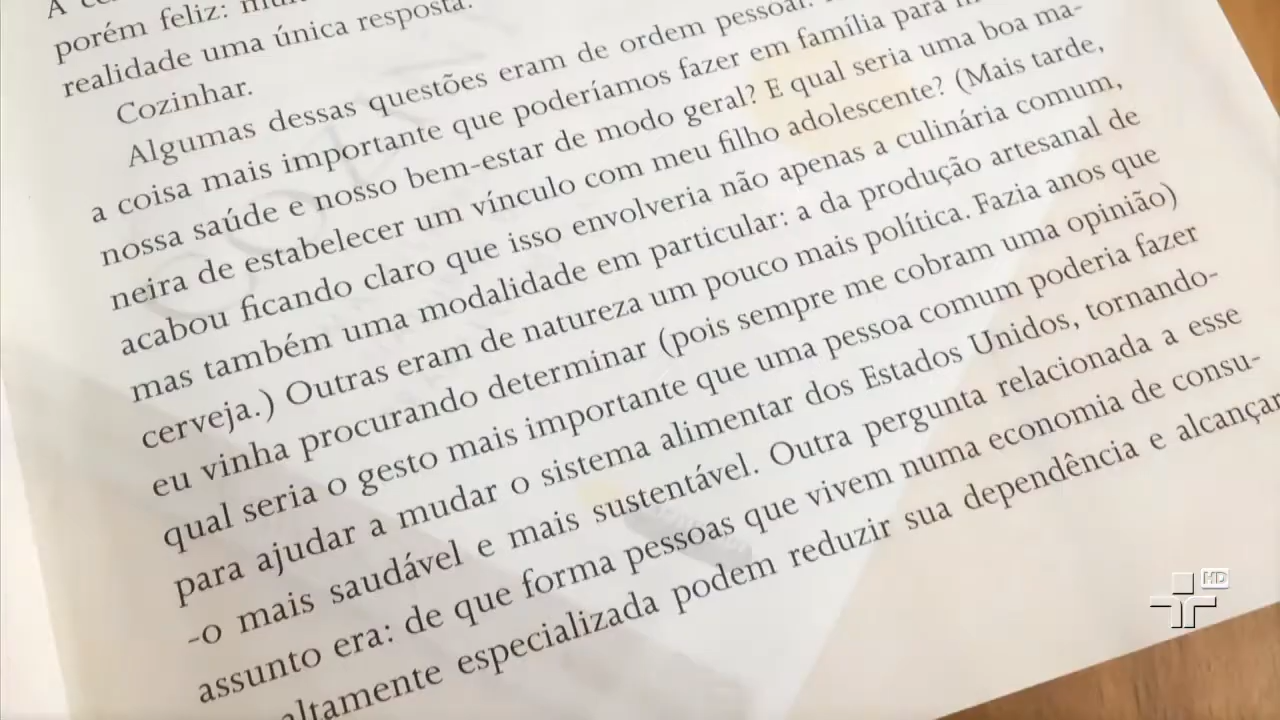 porém feliz:
realidade uma única resposta.
Cozinhar.
Algumas dessas questões eram de ordem pessoal.
a coisa mais importante que poderíamos fazer em família para
nossa saúde e nosso bem-estar de modo geral? E qual seria uma boa ma-
neira de estabelecer um vínculo com meu filho adolescente? (Mais tarde,
acabou ficando claro que isso envolveria não apenas a culinária comum,
mas também uma modalidade em particular: a da produção artesanal de
cerveja.) Outras eram de natureza um pouco mais política. Fazia anos que
eu vinha procurando determinar (pois sempre me cobram uma opinião)
qual seria o gesto mais importante que uma pessoa comum poderia fazer
para ajudar a mudar o sistema alimentar dos Estados Unidos, tornando-
-o mais saudável e mais sustentável. Outra pergunta relacionada a esse
assunto era: de que forma pessoas que vivem numa economia de consu-
altamente especializada podem reduzir sua dependência e alcançar
HD